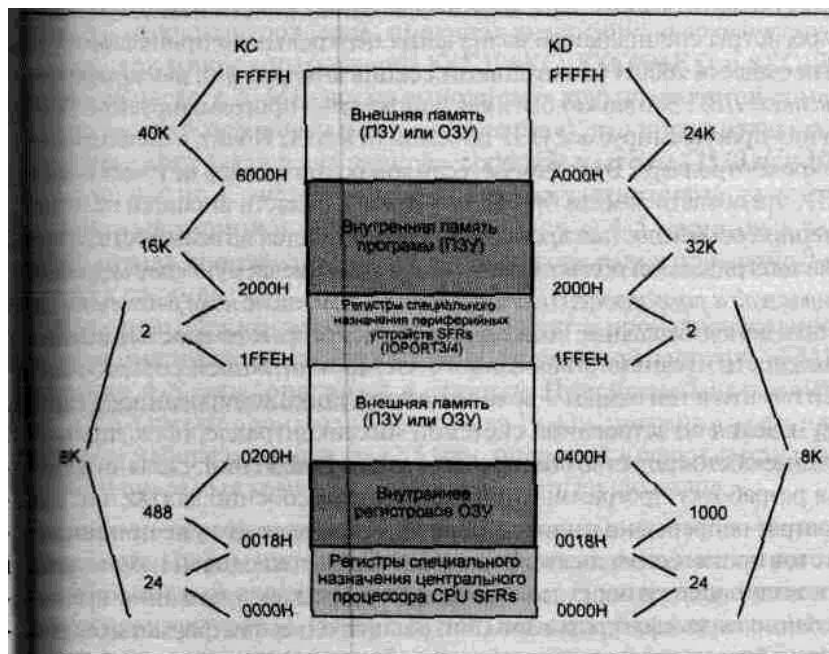 KC
KD
FFFFH
FFFFH
Внешняя память
(ПЗУ или ОЗУ)
40K
24K
6000H
A000H
Внутренняя память
программ (ПЗУ)
16K
32K
2000H
2000H
Регистры специального
назначения периферийных
устройств SFRs
(IOPORT3/4)
2
2
1FFEH
1FFEH
Внешняя память
(ПЗУ или ОЗУ)
8K
8K
0200H
0400H
Внутреннее
регистровое ОЗУ
488
1000
0018H
0018H
Регистры специального
назначения центрального
процессора CPU SFRs
24
24
0000H
0000H